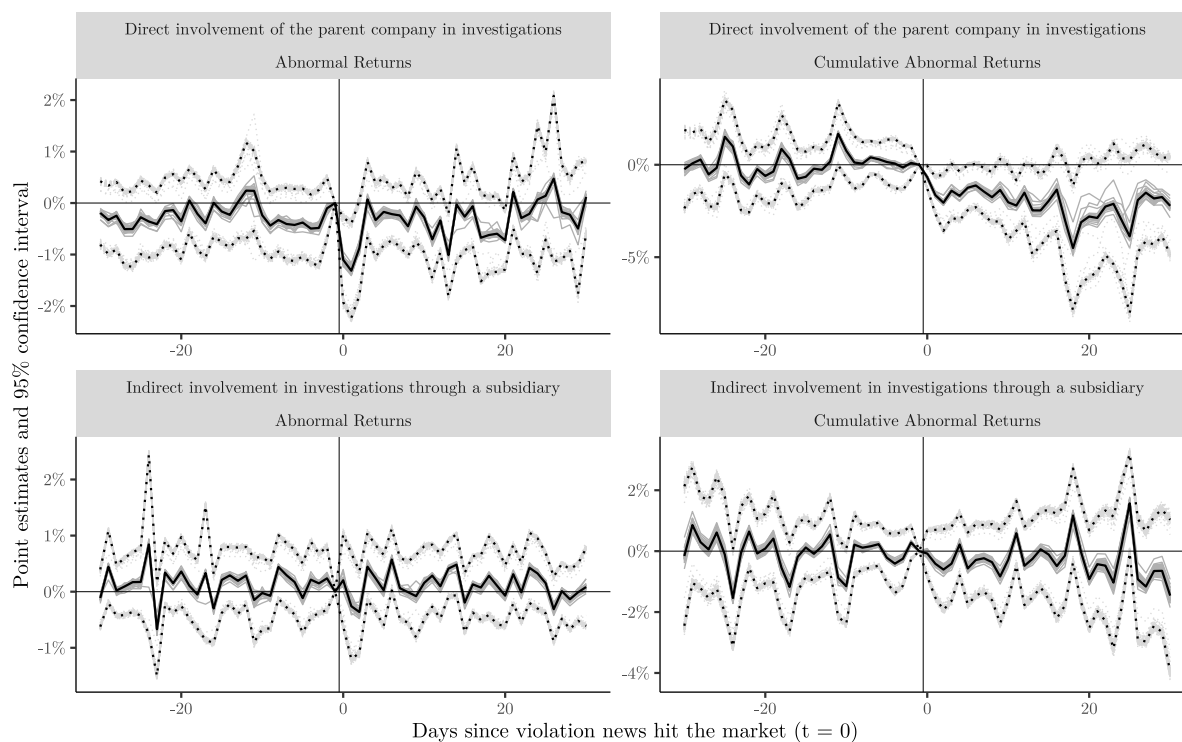 Direct involvement of the parent company in investigations
Abnormal Returns
2%
1%
0%
-1%
-2%
-20
0
20
Direct involvement of the parent company in investigations
Cumulative Abnormal Returns
0%
-5%
-20
0
20
Indirect involvement in investigations through a subsidiary
Abnormal Returns
2%
1%
0%
-1%
-20
0
20
Indirect involvement in investigations through a subsidiary
Cumulative Abnormal Returns
2%
0%
-2%
-4%
-20
0
20
Point estimates and 95% confidence interval
Days since violation news hit the market (t = 0)